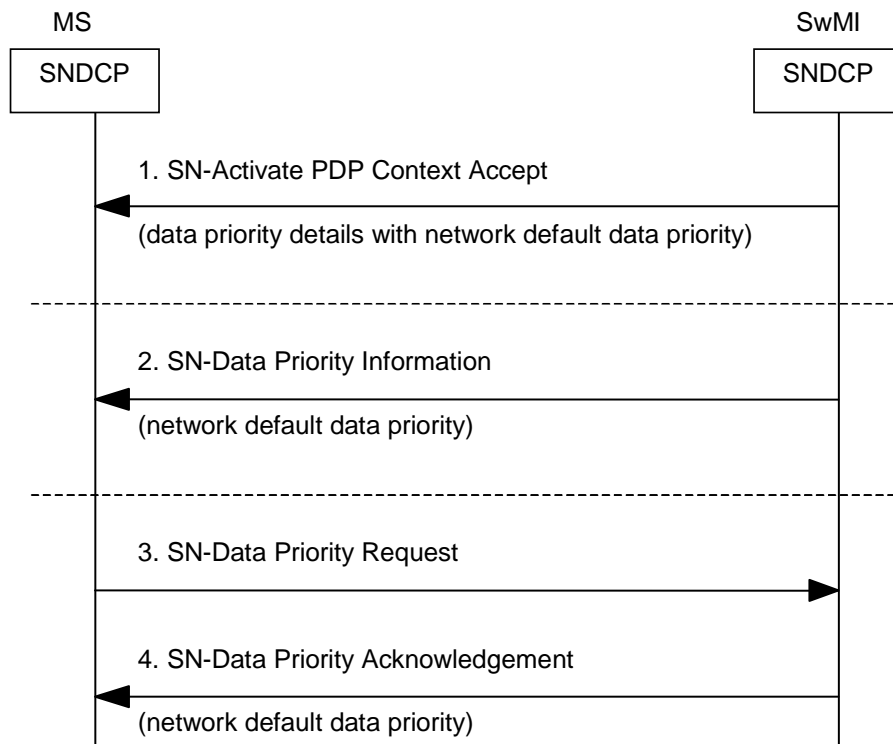 MS
SwMI
SNDCP
SNDCP
1. SN-Activate PDP Context Accept
(data priority details with network default data priority)
2. SN-Data Priority Information
(network default data priority)
3. SN-Data Priority Request
4. SN-Data Priority Acknowledgement
(network default data priority)